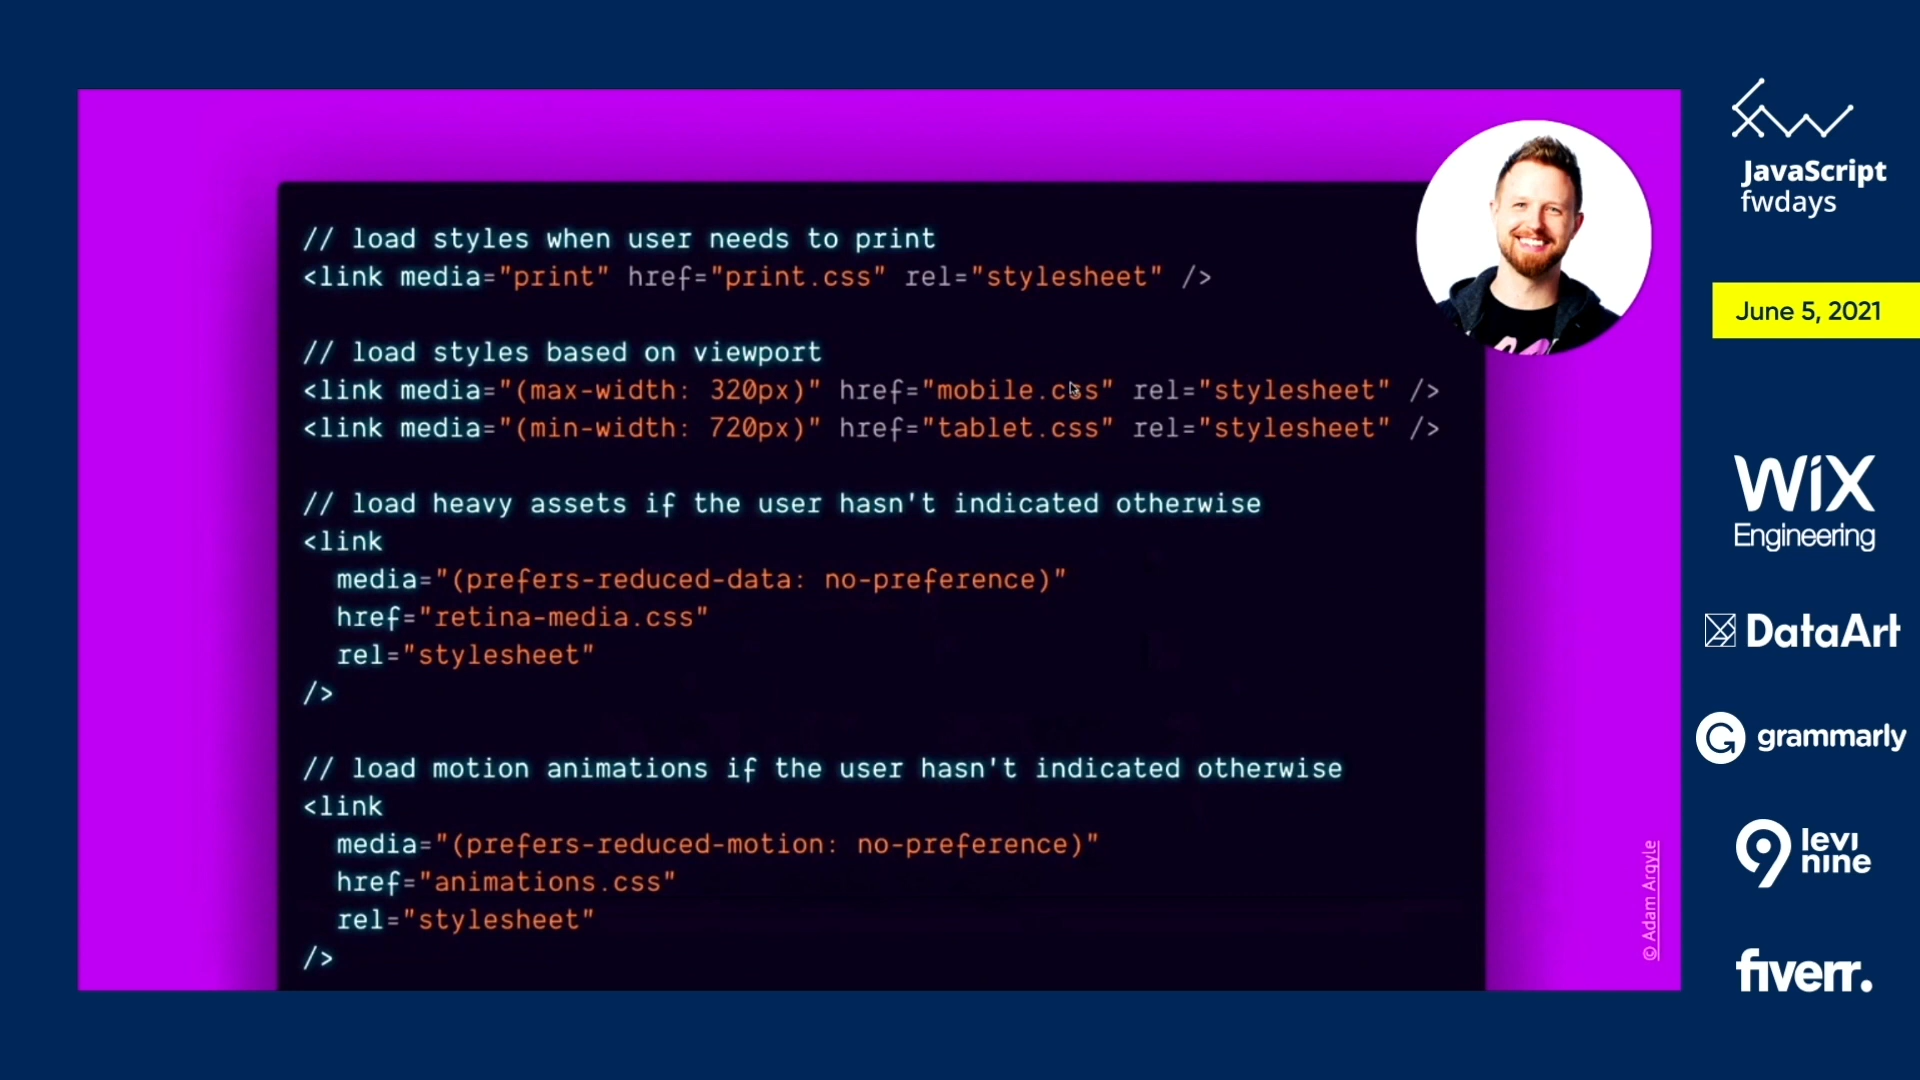 // load styles when user needs to print
<link media="print" href="print.css" rel="stylesheet" />
// load styles based on viewport
<link media="(max-width: 320px)" href="mobile.css" rel="stylesheet" />
<link media="(min-width: 720px)" href="tablet.css" rel="stylesheet" />
// load heavy assets if the user hasn't indicated otherwise
<link
media="(prefers-reduced-data: no-preference)"
href="retina-media.css"
rel="stylesheet"
/>
// load motion animations if the user hasn't indicated otherwise
<link
media="(prefers-reduced-motion: no-preference)"
href="animations.css"
rel="stylesheet"
/>
© Adam Argyle
JavaScript
fwdays
June 5, 2021
WiX
Engineering
DataArt
grammarly
levi
nine
fiverr.